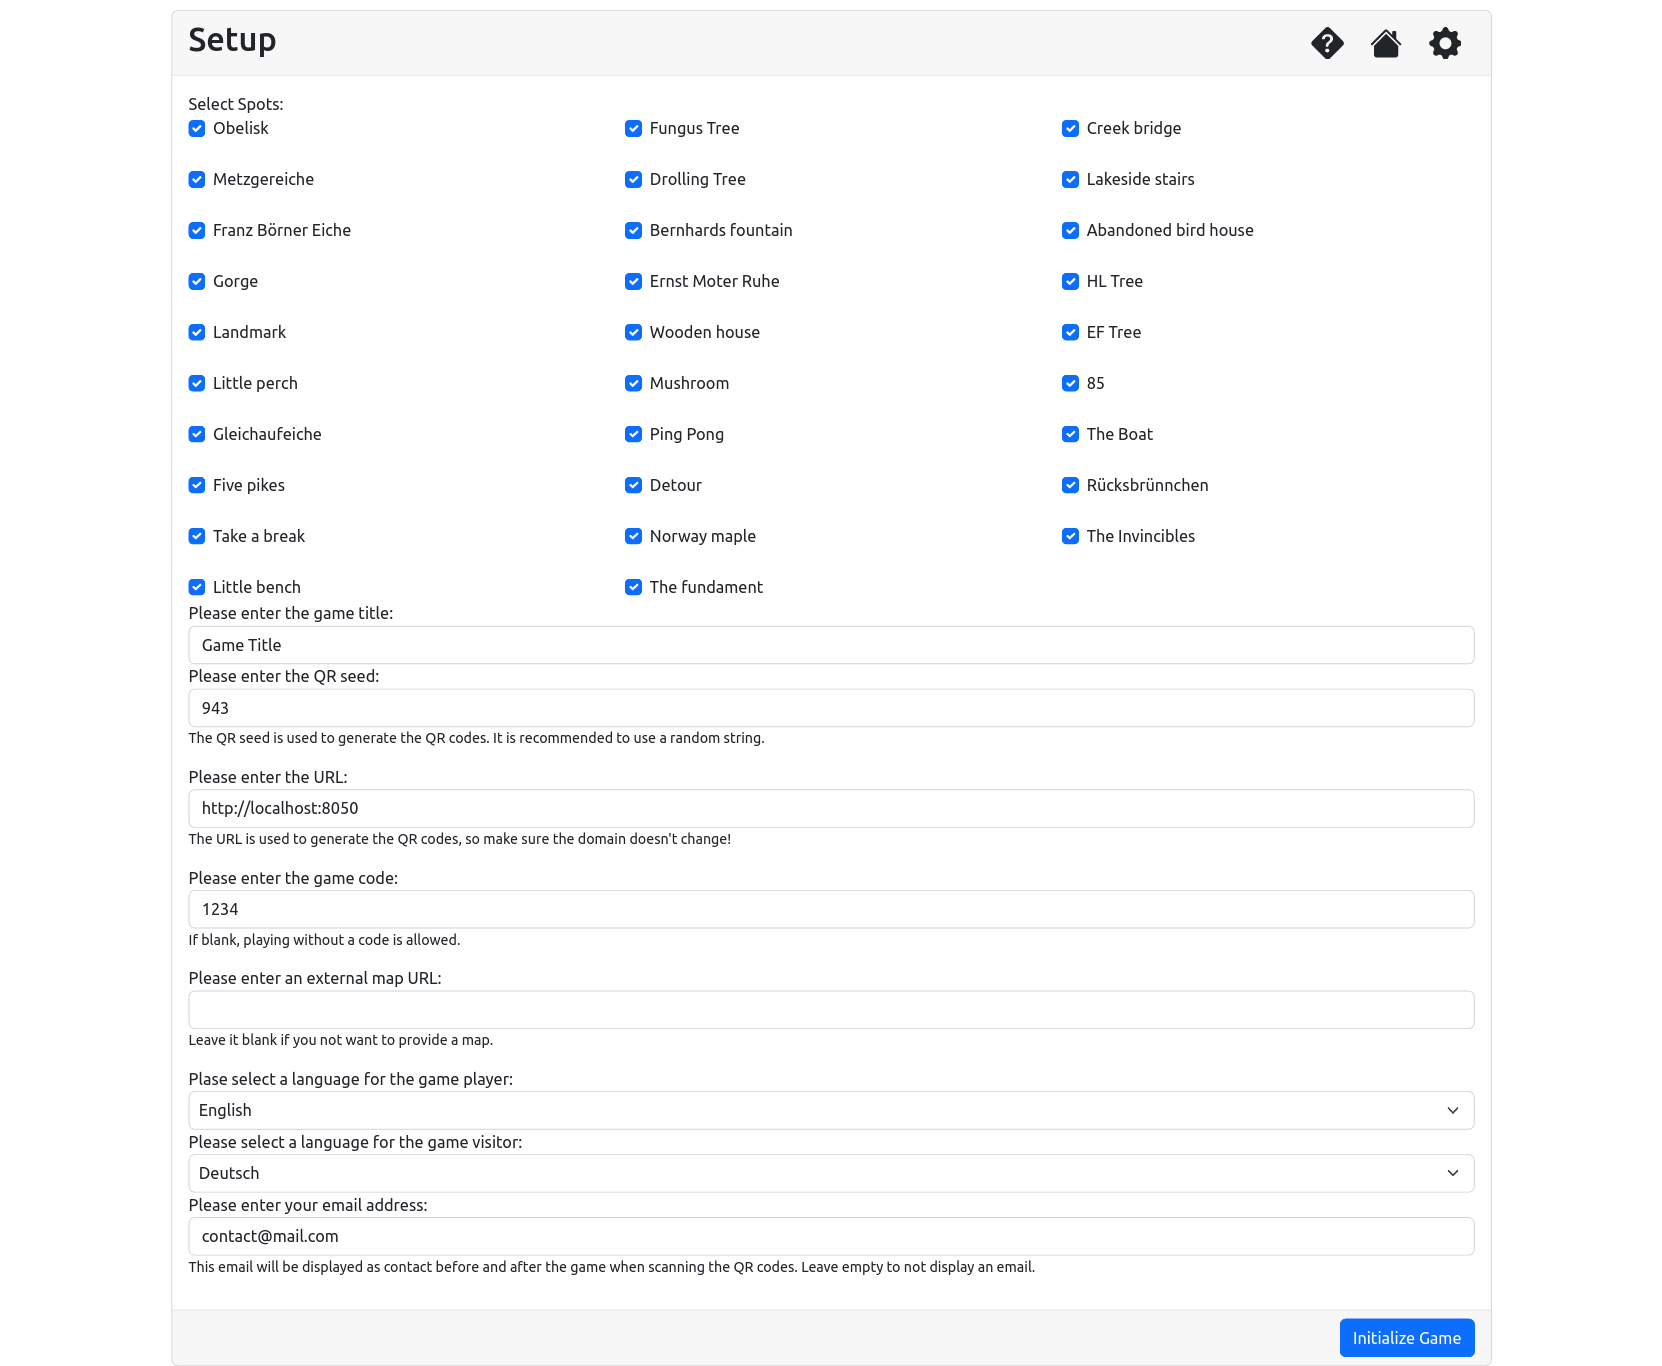 Setup
Select Spots:
Obelisk Fungus Tree Creek bridge
Metzgereiche Drolling Tree Lakeside stairs
Franz Börner Eiche Bernhards fountain Abandoned bird house
Gorge Ernst Moter Ruhe HL Tree
Landmark Wooden house EF Tree
Little perch Mushroom 85
Gleichaufeiche Ping Pong The Boat
Five pikes Detour Rücksbrünnchen
Take a break Norway maple The Invincibles
Little bench The fundament
Please enter the game title:
Game Title
Please enter the QR seed:
943
The QR seed is used to generate the QR codes. It is recommended to use a random string.
Please enter the URL:
http://localhost:8050
The URL is used to generate the QR codes, so make sure the domain doesn't change!
Please enter the game code:
1234
If blank, playing without a code is allowed.
Please enter an external map URL:
Leave it blank if you not want to provide a map.
Plase select a language for the game player:
English
Please select a language for the game visitor:
Deutsch
Please enter your email address:
contact@mail.com
This email will be displayed as contact before and after the game when scanning the QR codes. Leave empty to not display an email.
Initialize Game